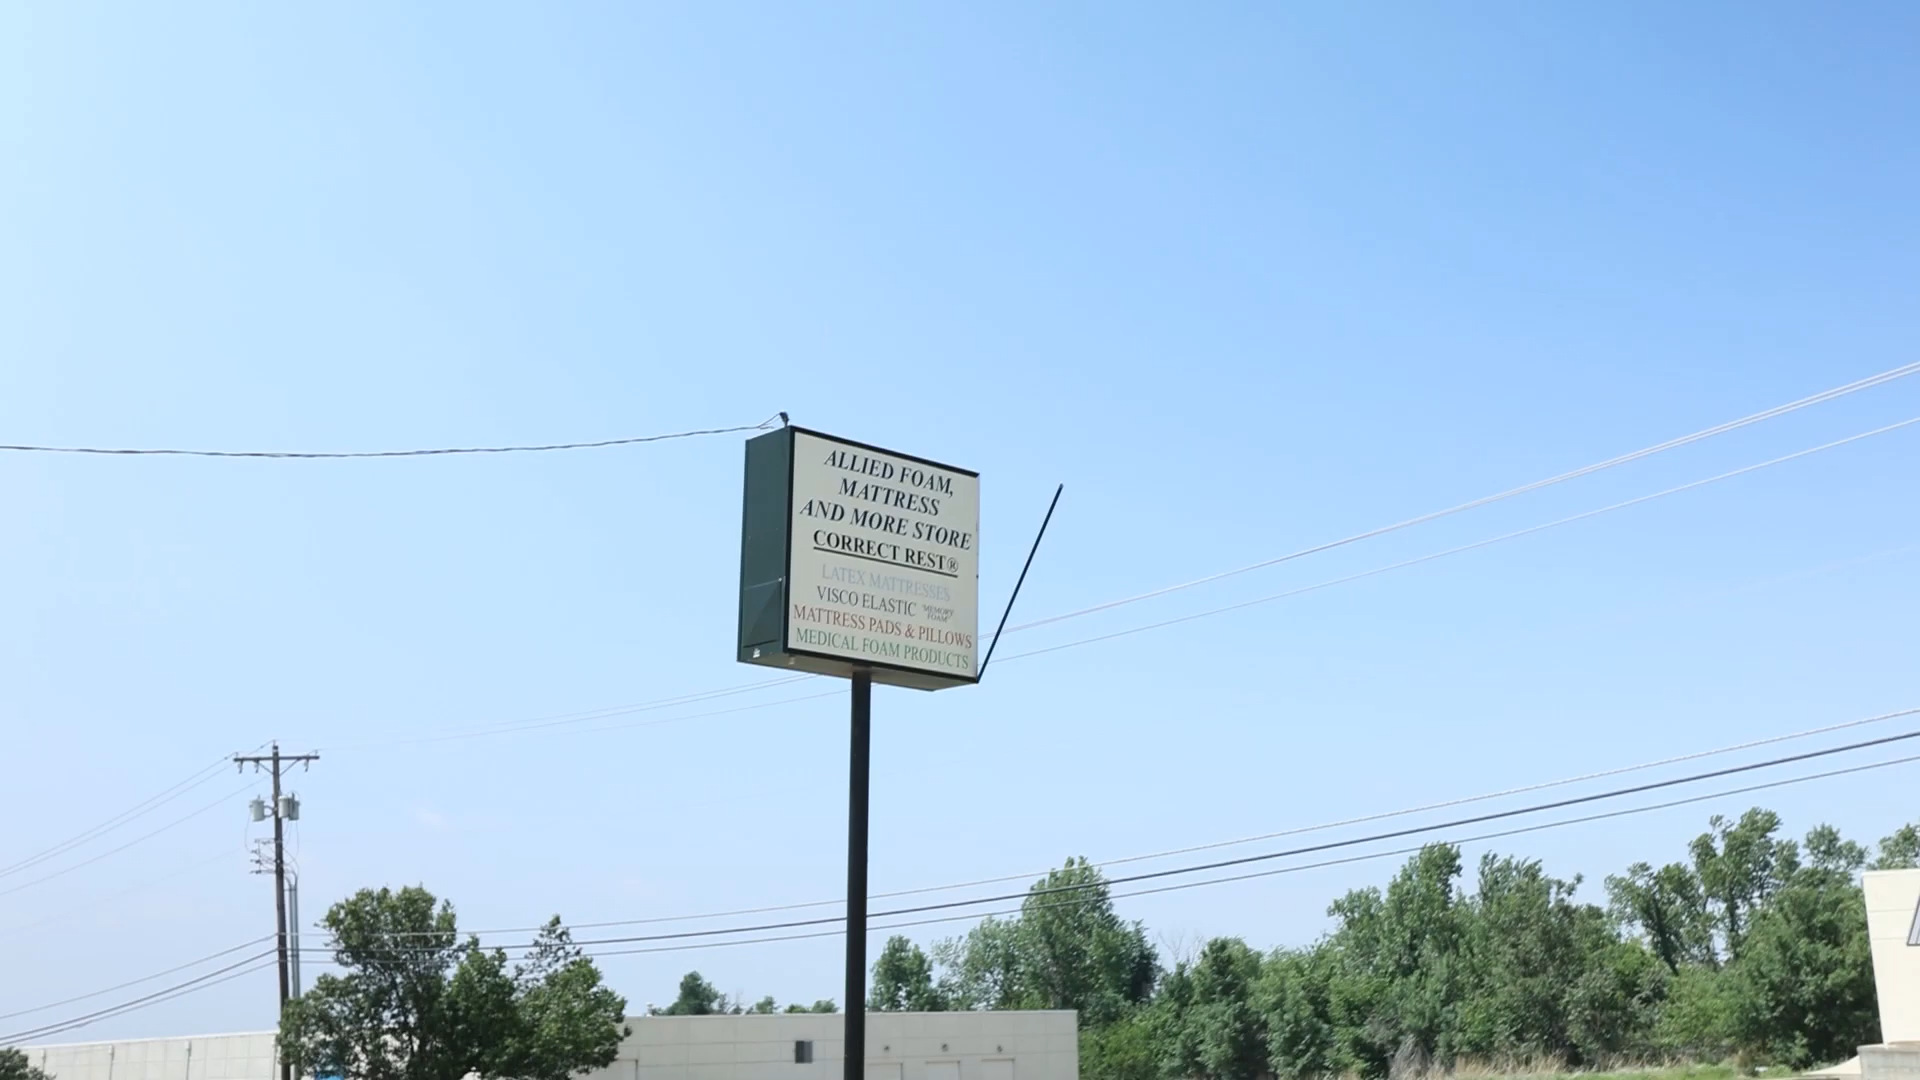 ALLIED FOAM,
MATTRESS
AND MORE STORE
CORRECT REST®
LATEX MATTRESSES
VISCO ELASTIC "MEMORY FOAM"
MATTRESS PADS & PILLOWS
MEDICAL FOAM PRODUCTS